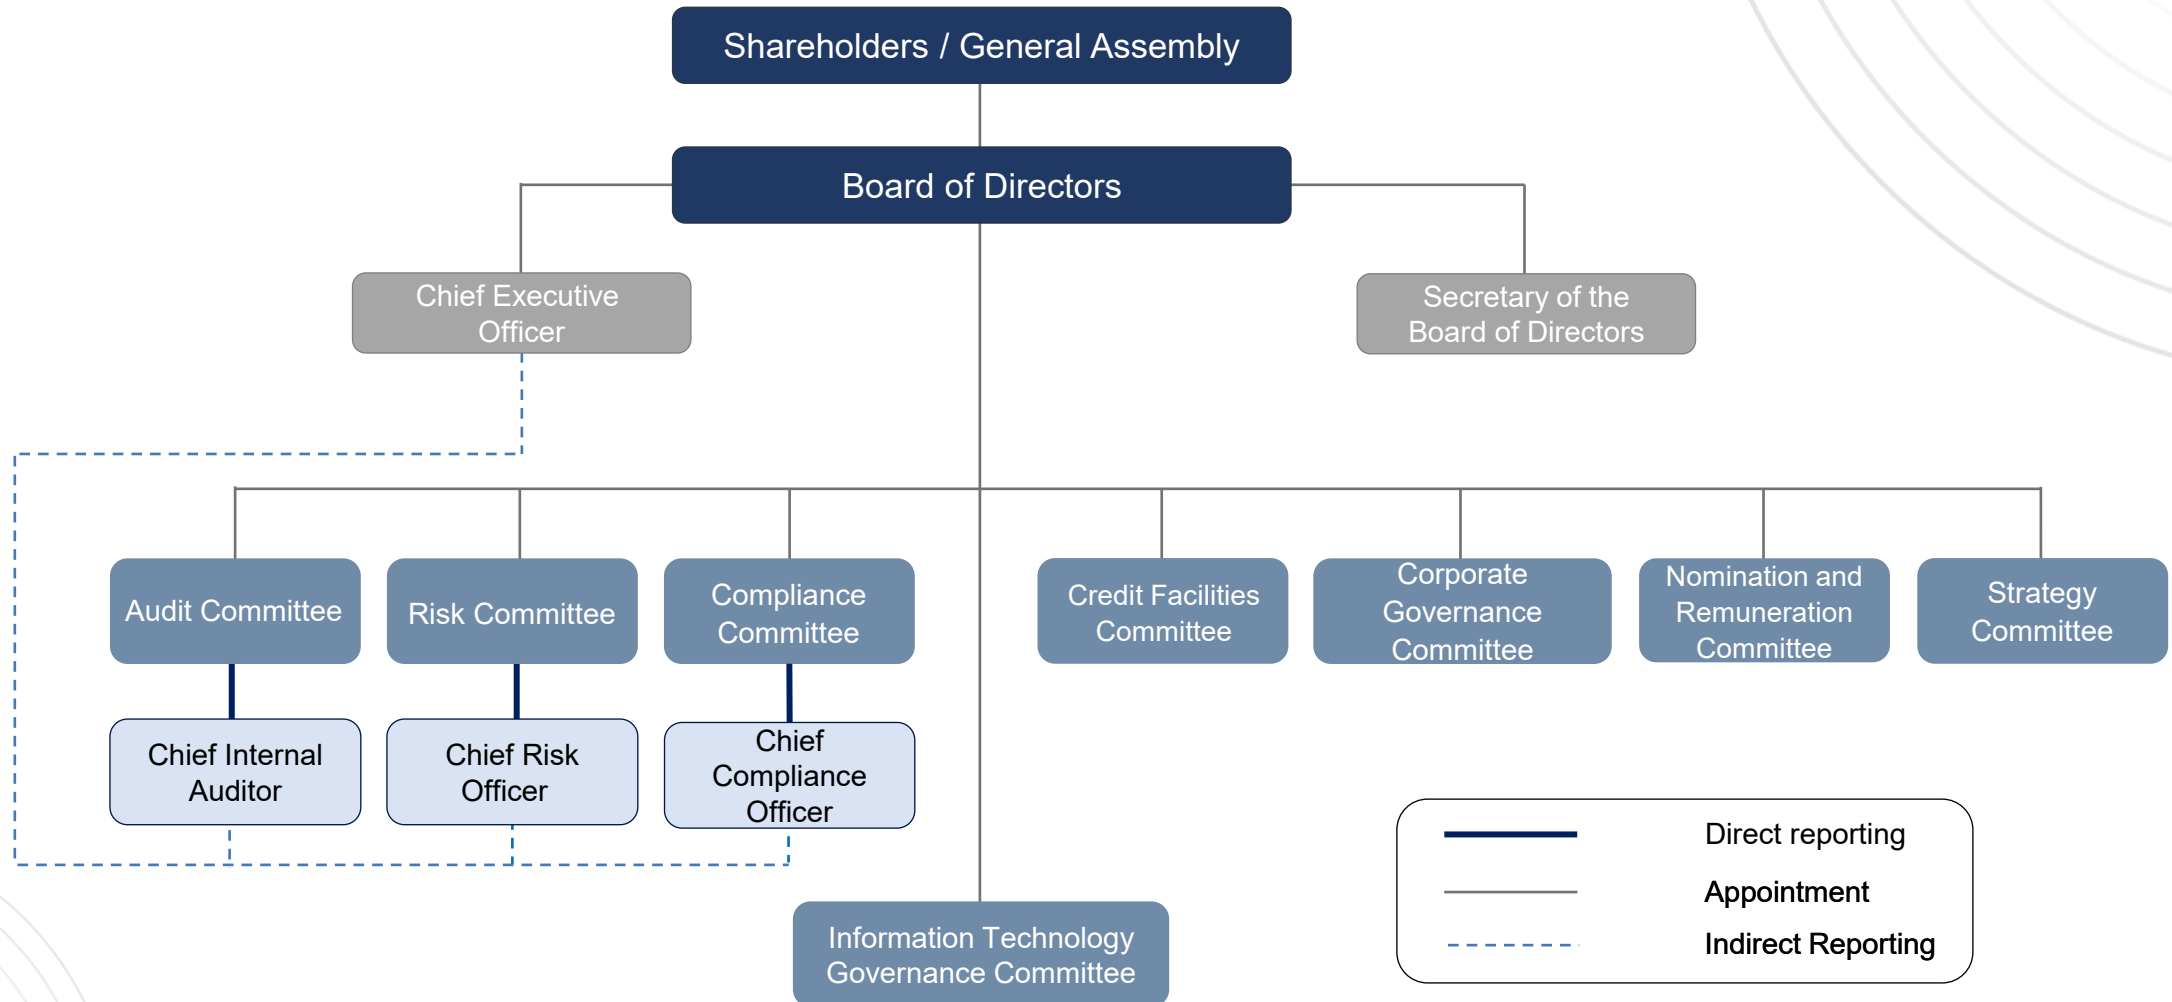 Shareholders / General Assembly
Board of Directors
Chief Executive
Officer
Secretary of the
Board of Directors
Audit Committee
Risk Committee
Compliance
Committee
Credit Facilities
Committee
Corporate
Governance
Committee
Nomination and
Remuneration
Committee
Strategy
Committee
Chief Internal
Auditor
Chief Risk
Officer
Chief
Compliance
Officer
Information Technology
Governance Committee
Direct reporting
Appointment
Indirect Reporting